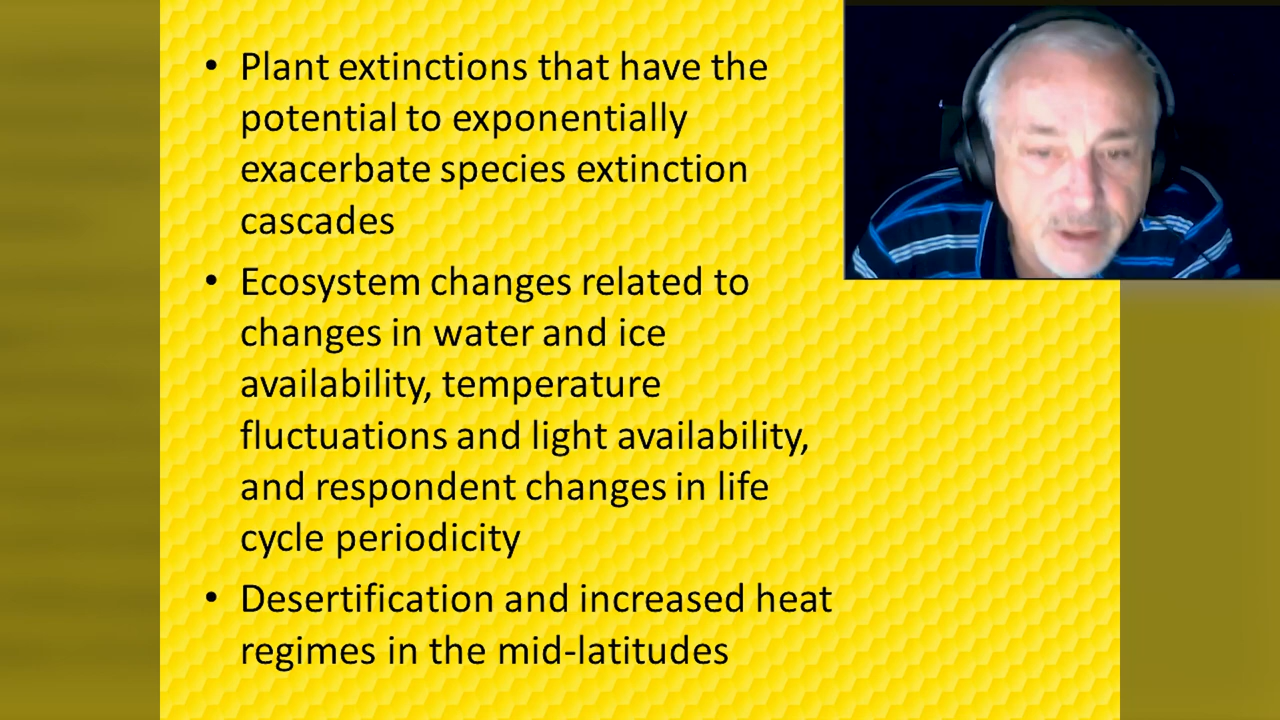 • Plant extinctions that have the
potential to exponentially
exacerbate species extinction
cascades
• Ecosystem changes related to
changes in water and ice
availability, temperature
fluctuations and light availability,
and respondent changes in life
cycle periodicity
• Desertification and increased heat
regimes in the mid-latitudes